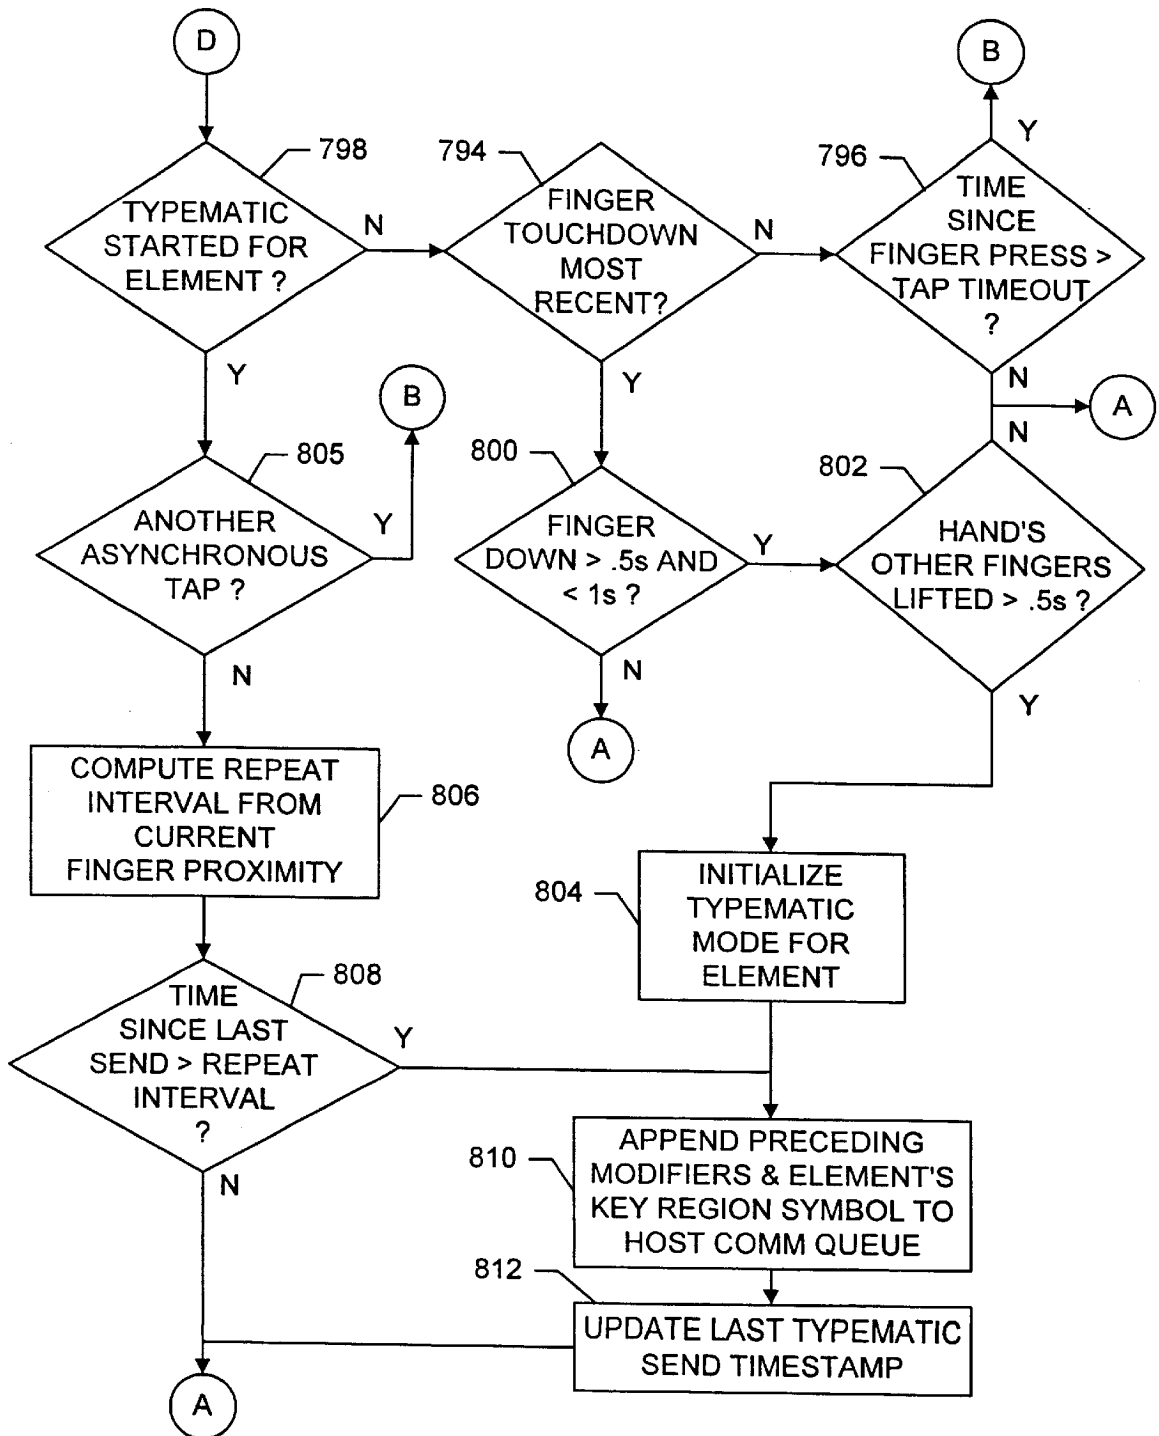 D
B
798
794
796
TYPEMATIC
STARTED FOR
ELEMENT ?
N
FINGER
TOUCHDOWN
MOST
RECENT?
N
Y
TIME
SINCE
FINGER PRESS >
TAP TIMEOUT
?
Y
B
Y
N
A
N
805
800
802
ANOTHER
ASYNCHRONOUS
TAP ?
Y
FINGER
DOWN > .5s AND
< 1s ?
Y
HAND'S
OTHER FINGERS
LIFTED > .5s ?
N
N
Y
A
COMPUTE REPEAT
INTERVAL FROM
CURRENT
FINGER PROXIMITY
806
804
INITIALIZE
TYPEMATIC
MODE FOR
ELEMENT
808
TIME
SINCE LAST
SEND > REPEAT
INTERVAL
?
Y
N
810
APPEND PRECEDING
MODIFIERS & ELEMENT'S
KEY REGION SYMBOL TO
HOST COMM QUEUE
812
UPDATE LAST TYPEMATIC
SEND TIMESTAMP
A